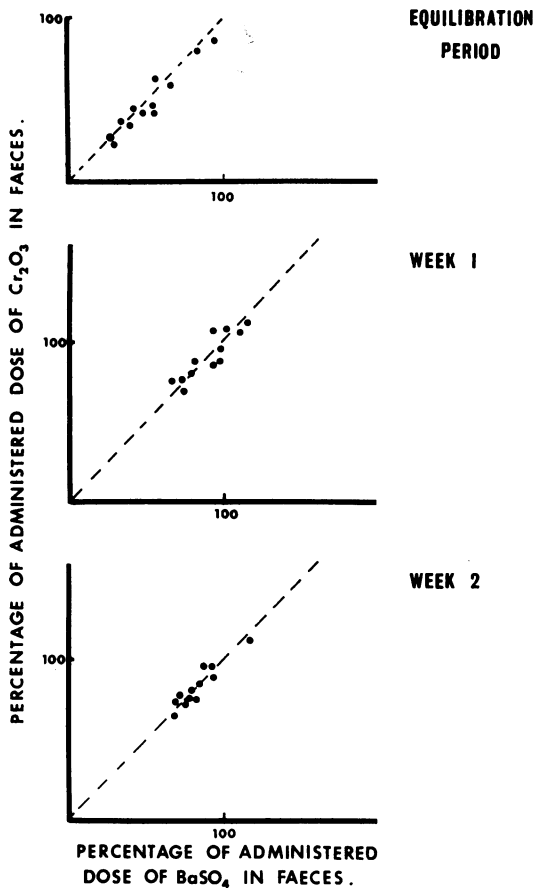 EQUILIBRATION
PERIOD
100
100
PERCENTAGE OF ADMINISTERED DOSE OF Cr₂O₃ IN FAECES.
WEEK 1
100
100
WEEK 2
100
100
PERCENTAGE OF ADMINISTERED
DOSE OF BaSO₄ IN FAECES.